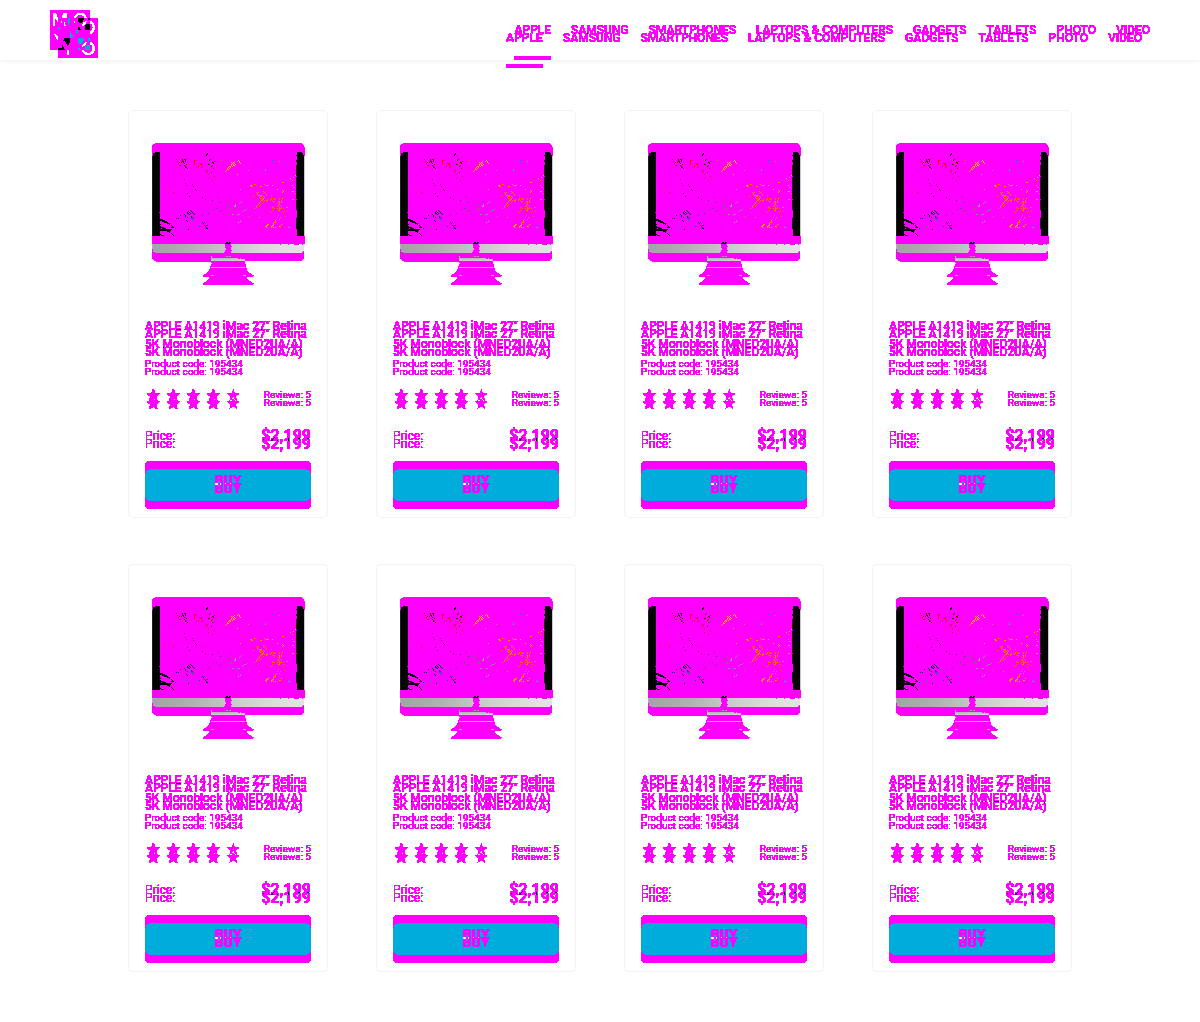 APPLE SAMSUNG SMARTPHONES LAPTOPS & COMPUTERS GADGETS TABLETS PHOTO VIDEO
APPLE A1419 iMac 27" Retina
5K Monoblock (MNED2UA/A)
Product code: 195434
Reviews: 5
Price: $2,199
BUY
APPLE A1419 iMac 27" Retina
5K Monoblock (MNED2UA/A)
Product code: 195434
Reviews: 5
Price: $2,199
BUY
APPLE A1419 iMac 27" Retina
5K Monoblock (MNED2UA/A)
Product code: 195434
Reviews: 5
Price: $2,199
BUY
APPLE A1419 iMac 27" Retina
5K Monoblock (MNED2UA/A)
Product code: 195434
Reviews: 5
Price: $2,199
BUY
APPLE A1419 iMac 27" Retina
5K Monoblock (MNED2UA/A)
Product code: 195434
Reviews: 5
Price: $2,199
BUY
APPLE A1419 iMac 27" Retina
5K Monoblock (MNED2UA/A)
Product code: 195434
Reviews: 5
Price: $2,199
BUY
APPLE A1419 iMac 27" Retina
5K Monoblock (MNED2UA/A)
Product code: 195434
Reviews: 5
Price: $2,199
BUY
APPLE A1419 iMac 27" Retina
5K Monoblock (MNED2UA/A)
Product code: 195434
Reviews: 5
Price: $2,199
BUY